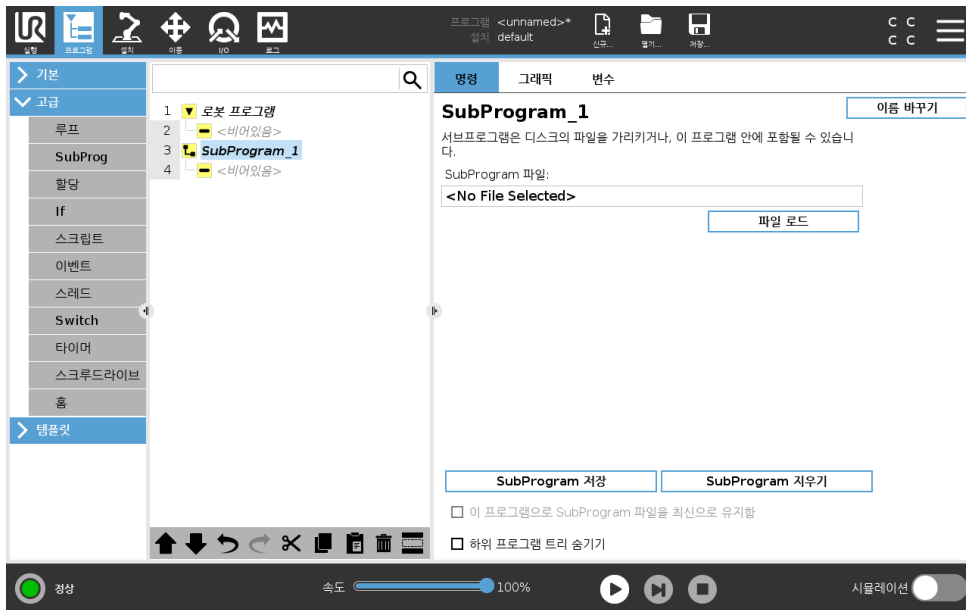 UR
실행
프로그램
설치
이동
I/O
로그
프로그램 <unnamed>*
설치 default
신규...
열기...
저장...
C C
C C
기본
고급
루프
SubProg
할당
If
스크립트
이벤트
스레드
Switch
타이머
스크루드라이브
홈
템플릿
1 로봇 프로그램
2 <비어있음>
3 SubProgram_1
4 <비어있음>
명령 그래픽 변수
SubProgram_1
이름 바꾸기
서브프로그램은 디스크의 파일을 가리키거나, 이 프로그램 안에 포함될 수 있습니
다.
SubProgram 파일:
<No File Selected>
파일 로드
SubProgram 저장
SubProgram 지우기
이 프로그램으로 SubProgram 파일을 최신으로 유지함
하위 프로그램 트리 숨기기
정상
속도 100%
시뮬레이션